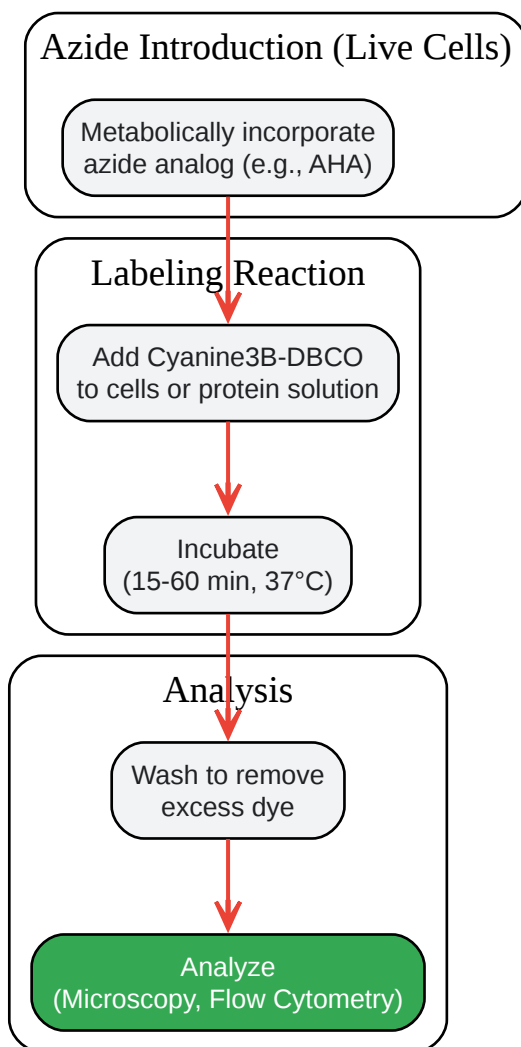 Azide Introduction (Live Cells)
Metabolically incorporate
azide analog (e.g., AHA)
Labeling Reaction
Add Cyanine3B-DBCO
to cells or protein solution
Incubate
(15-60 min, 37°C)
Analysis
Wash to remove
excess dye
Analyze
(Microscopy, Flow Cytometry)